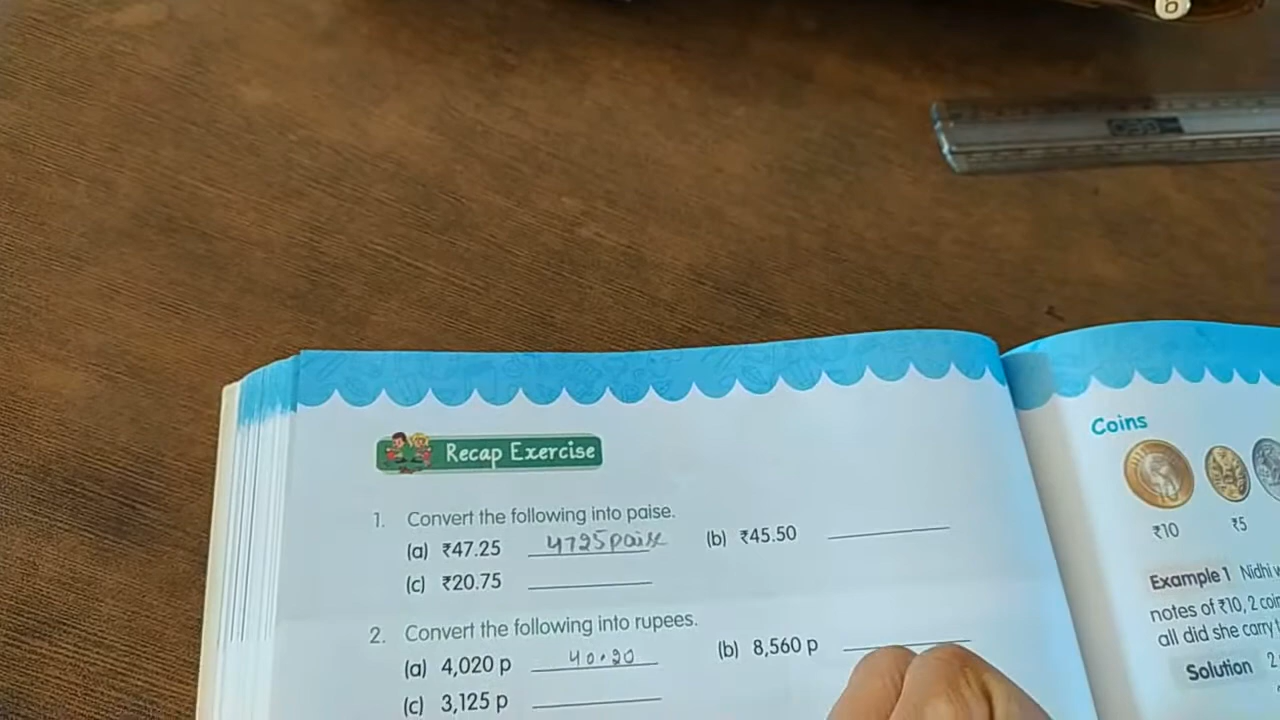 Recap Exercise
1. Convert the following into paise.
(a) ₹47.25 4725 paise (b) ₹45.50
(c) ₹20.75
2. Convert the following into rupees.
(a) 4,020 p 40.20 (b) 8,560 p
(c) 3,125 p
Coins
₹10 ₹5
Example 1 Nidhi
notes of ₹10, 2 coin
all did she carry
Solution 2